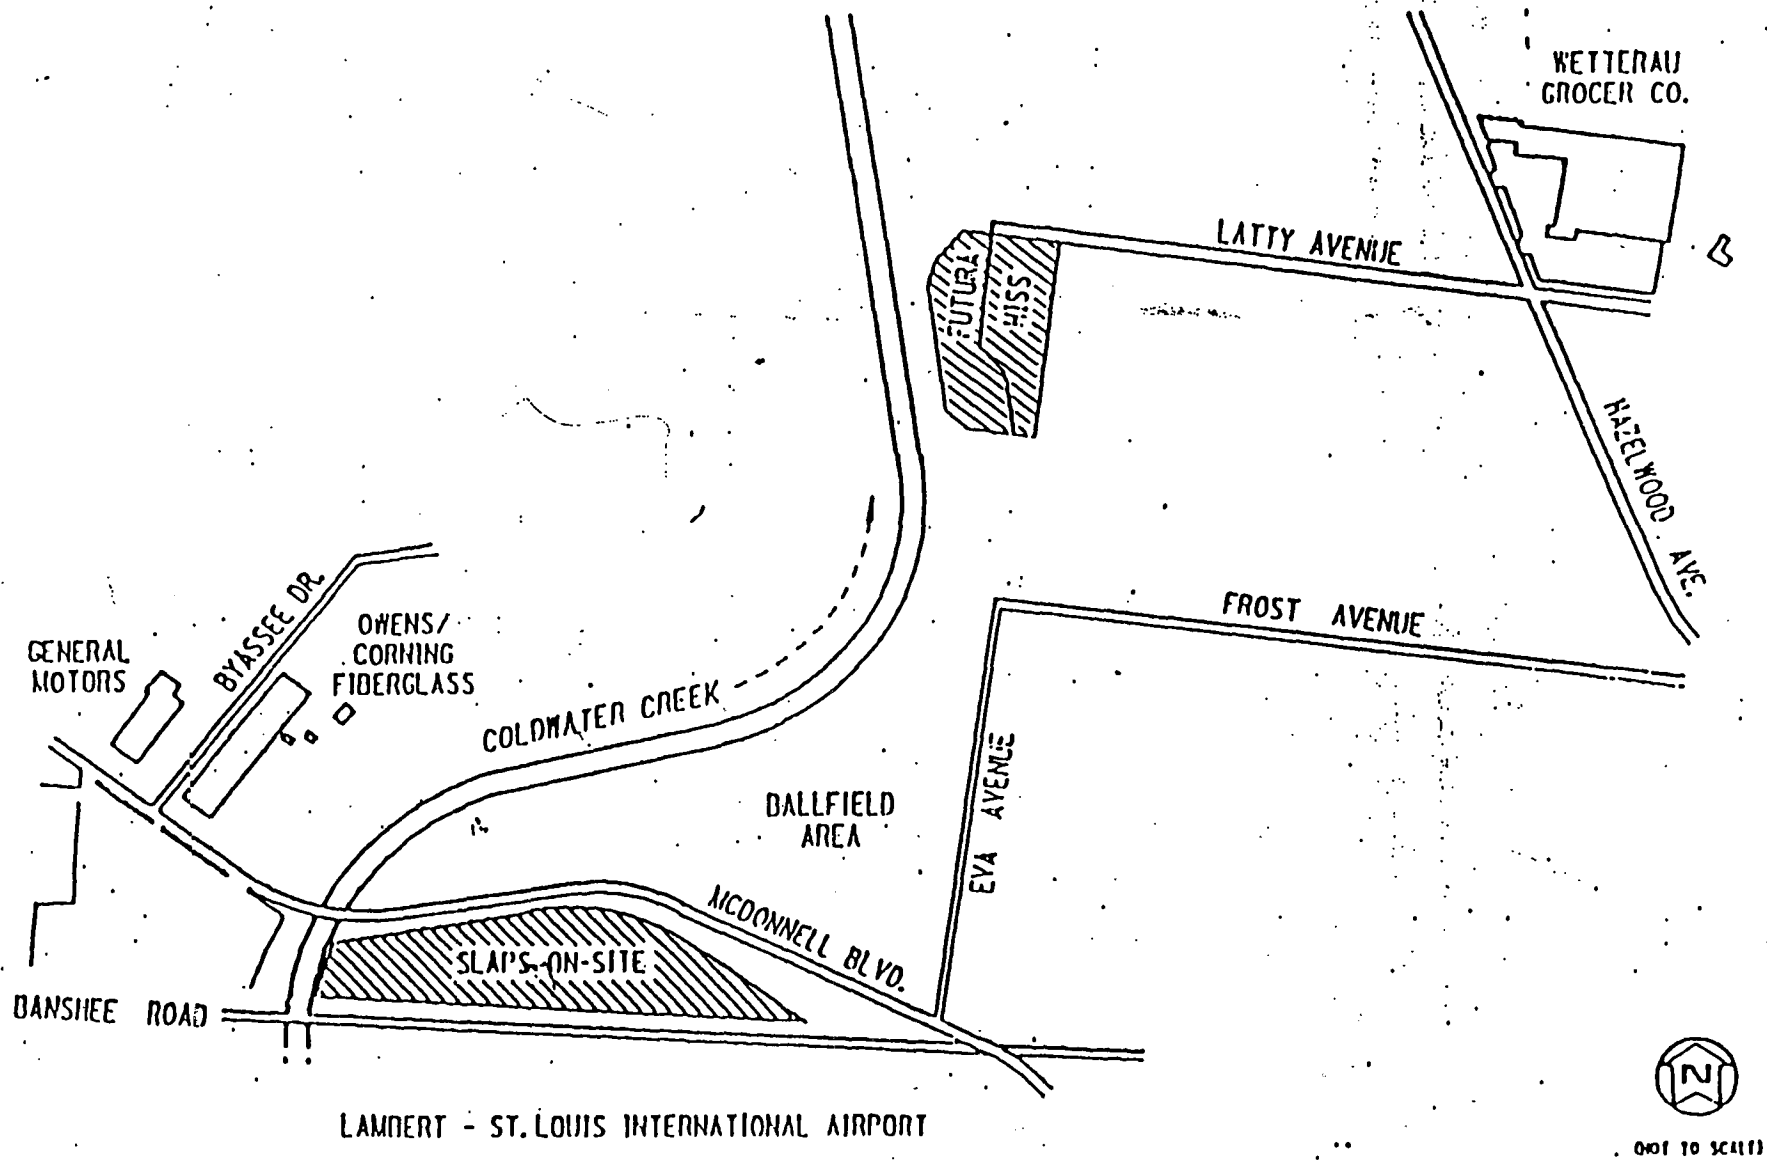 WETTERAU
GROCER CO.
LATTY AVENUE
FUTURA
HISS
HAZELWOOD AVE.
FROST AVENUE
BYASSEE DR.
OWENS/
CORNING
FIBERGLASS
GENERAL
MOTORS
COLDWATER CREEK
BALLFIELD
AREA
EVA AVENUE
MCDONNELL BLVD.
SLAPS-ON-SITE
BANSHEE ROAD
LAMBERT - ST. LOUIS INTERNATIONAL AIRPORT
N
(NOT TO SCALE)